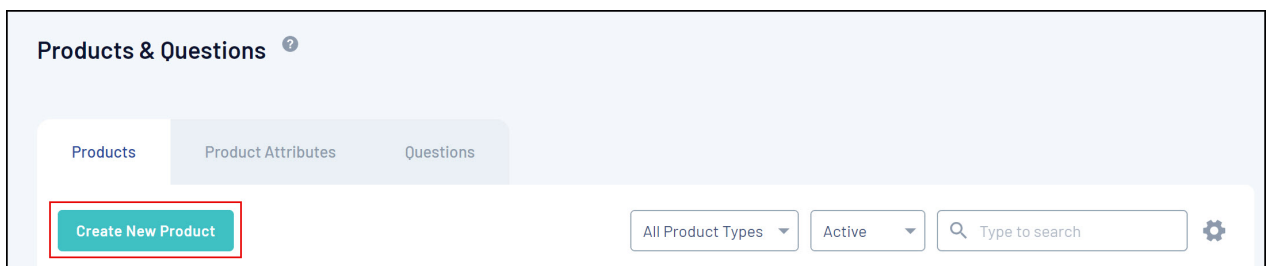 Products & Questions ?
Products Product Attributes Questions
Create New Product All Product Types Active Type to search